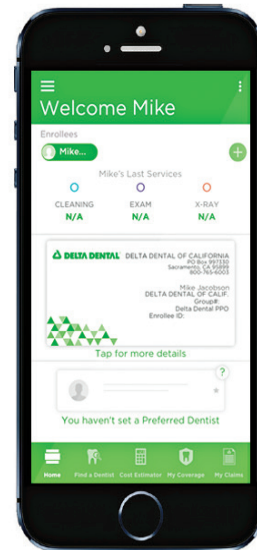 Welcome Mike
Enrollees
Mike...
Mike's Last Services
CLEANING EXAM X-RAY
N/A N/A N/A
DELTA DENTAL DELTA DENTAL OF CALIFORNIA
PO Box 997330
Sacramento, CA 95899
800-765-6003
Mike Jacobson
DELTA DENTAL OF CALIF.
Group#:
Delta Dental PPO
Enrollee ID:
Tap for more details
?
You haven't set a Preferred Dentist
Home Find a Dentist Cost Estimator My Coverage My Claims